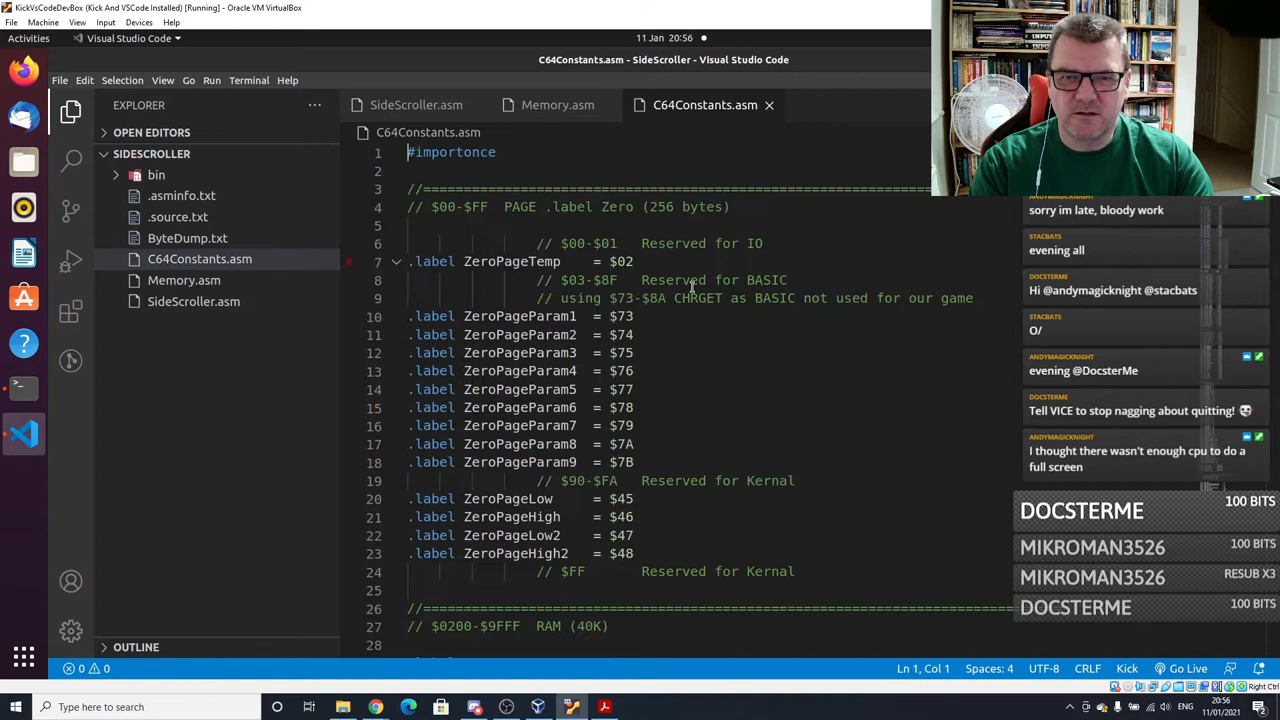 KickVsCodeDevBox (Kick And VSCode Installed) [Running] - Oracle VM VirtualBox
File Machine View Input Devices Help
Activities Visual Studio Code 11 Jan 20:56
C64Constants.asm - SideScroller - Visual Studio Code
File Edit Selection View Go Run Terminal Help
EXPLORER
OPEN EDITORS
SIDESCROLLER
bin
.asminfo.txt
.source.txt
ByteDump.txt
C64Constants.asm
Memory.asm
SideScroller.asm
OUTLINE
SideScroller.asm Memory.asm C64Constants.asm
C64Constants.asm
1 #importonce
2
3 //==========================================================================
4 // $00-$FF PAGE .label Zero (256 bytes)
5
6 // $00-$01 Reserved for IO
7 .label ZeroPageTemp = $02
8 // $03-$8F Reserved for BASIC
9 // using $73-$8A CHRGET as BASIC not used for our game
10 .label ZeroPageParam1 = $73
11 .label ZeroPageParam2 = $74
12 .label ZeroPageParam3 = $75
13 .label ZeroPageParam4 = $76
14 .label ZeroPageParam5 = $77
15 .label ZeroPageParam6 = $78
16 .label ZeroPageParam7 = $79
17 .label ZeroPageParam8 = $7A
18 .label ZeroPageParam9 = $7B
19 // $90-$FA Reserved for Kernal
20 .label ZeroPageLow = $45
21 .label ZeroPageHigh = $46
22 .label ZeroPageLow2 = $47
23 .label ZeroPageHigh2 = $48
24 // $FF Reserved for Kernal
25
26 //==========================================================================
27 // $0200-$9FFF RAM (40K)
28
ANDYMAGICKNIGHT
sorry im late, bloody work
STACBATS
evening all
DOCSTERME
Hi @andymagicknight @stacbats
STACBATS
O/
ANDYMAGICKNIGHT
evening @DocsterMe
DOCSTERME
Tell VICE to stop nagging about quitting!
ANDYMAGICKNIGHT
I thought there wasn't enough cpu to do a
full screen
DOCSTERME 100 BITS
MIKROMAN3526 100 BITS
MIKROMAN3526 RESUB X3
DOCSTERME 100 BITS
0 0 Ln 1, Col 1 Spaces: 4 UTF-8 CRLF Kick Go Live
Right Ctrl
Type here to search
20:56
11/01/2021